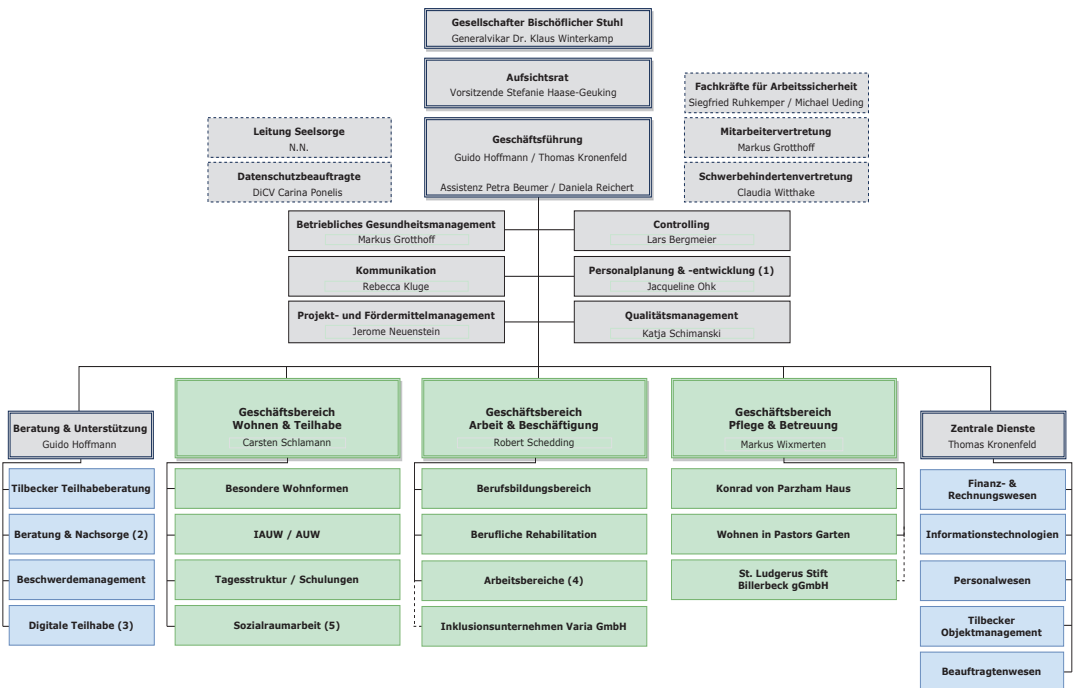 Gesellschafter Bischöflicher Stuhl
Generalvikar Dr. Klaus Winterkamp
Aufsichtsrat
Vorsitzende Stefanie Haase-Geuking
Fachkräfte für Arbeitssicherheit
Siegfried Ruhkemper / Michael Ueding
Leitung Seelsorge
N.N.
Geschäftsführung
Guido Hoffmann / Thomas Kronenfeld
Assistenz Petra Beumer / Daniela Reichert
Mitarbeitervertretung
Markus Grotthoff
Datenschutzbeauftragte
DiCV Carina Ponelis
Schwerbehindertenvertretung
Claudia Witthake
Betriebliches Gesundheitsmanagement
Markus Grotthoff
Controlling
Lars Bergmeier
Kommunikation
Rebecca Kluge
Personalplanung & -entwicklung (1)
Jacqueline Ohk
Projekt- und Fördermittelmanagement
Jerome Neuenstein
Qualitätsmanagement
Katja Schimanski
Beratung & Unterstützung
Guido Hoffmann
Tilbecker Teilhabeberatung
Beratung & Nachsorge (2)
Beschwerdemanagement
Digitale Teilhabe (3)
Geschäftsbereich
Wohnen & Teilhabe
Carsten Schlamann
Besondere Wohnformen
IAUW / AUW
Tagesstruktur / Schulungen
Sozialraumarbeit (5)
Geschäftsbereich
Arbeit & Beschäftigung
Robert Schedding
Berufsbildungsbereich
Berufliche Rehabilitation
Arbeitsbereiche (4)
Inklusionsunternehmen Varia GmbH
Geschäftsbereich
Pflege & Betreuung
Markus Wixmerten
Konrad von Parzham Haus
Wohnen in Pastors Garten
St. Ludgerus Stift
Billerbeck gGmbH
Zentrale Dienste
Thomas Kronenfeld
Finanz- &
Rechnungswesen
Informationstechnologien
Personalwesen
Tilbecker
Objektmanagement
Beauftragtenwesen